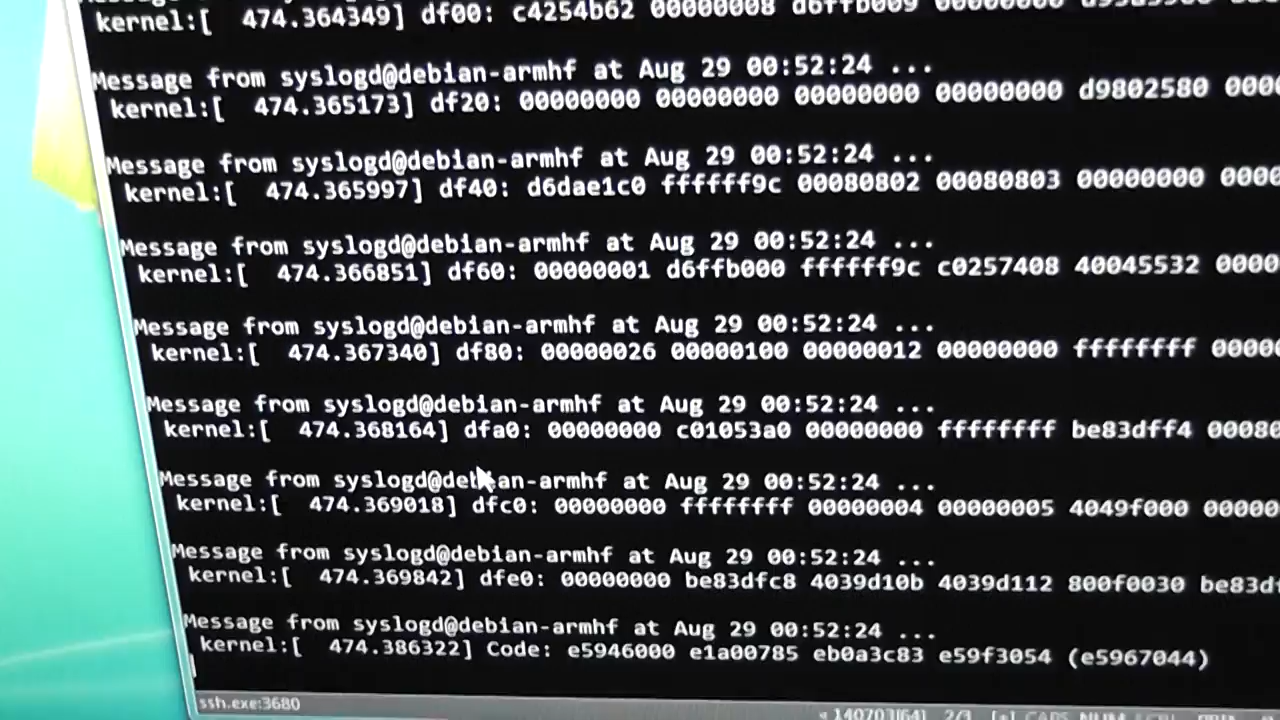 kernel:[  474.364349] df00: c4254b62 00000008 d6ffb009 00000000
Message from syslogd@debian-armhf at Aug 29 00:52:24 ...
kernel:[  474.365173] df20: 00000000 00000000 00000000 00000000 d9802580
Message from syslogd@debian-armhf at Aug 29 00:52:24 ...
kernel:[  474.365997] df40: d6dae1c0 ffffff9c 00080802 00080803 00000000
Message from syslogd@debian-armhf at Aug 29 00:52:24 ...
kernel:[  474.366851] df60: 00000001 d6ffb000 ffffff9c c0257408 40045532
Message from syslogd@debian-armhf at Aug 29 00:52:24 ...
kernel:[  474.367340] df80: 00000026 00000100 00000012 00000000 ffffffff
Message from syslogd@debian-armhf at Aug 29 00:52:24 ...
kernel:[  474.368164] dfa0: 00000000 c01053a0 00000000 ffffffff be83dff4
Message from syslogd@debian-armhf at Aug 29 00:52:24 ...
kernel:[  474.369018] dfc0: 00000000 ffffffff 00000004 00000005 4049f000
Message from syslogd@debian-armhf at Aug 29 00:52:24 ...
kernel:[  474.369842] dfe0: 00000000 be83dfc8 4039d10b 4039d112 800f0030
Message from syslogd@debian-armhf at Aug 29 00:52:24 ...
kernel:[  474.386322] Code: e5946000 e1a00785 eb0a3c83 e59f3054 (e5967044)
ssh.exe:3680